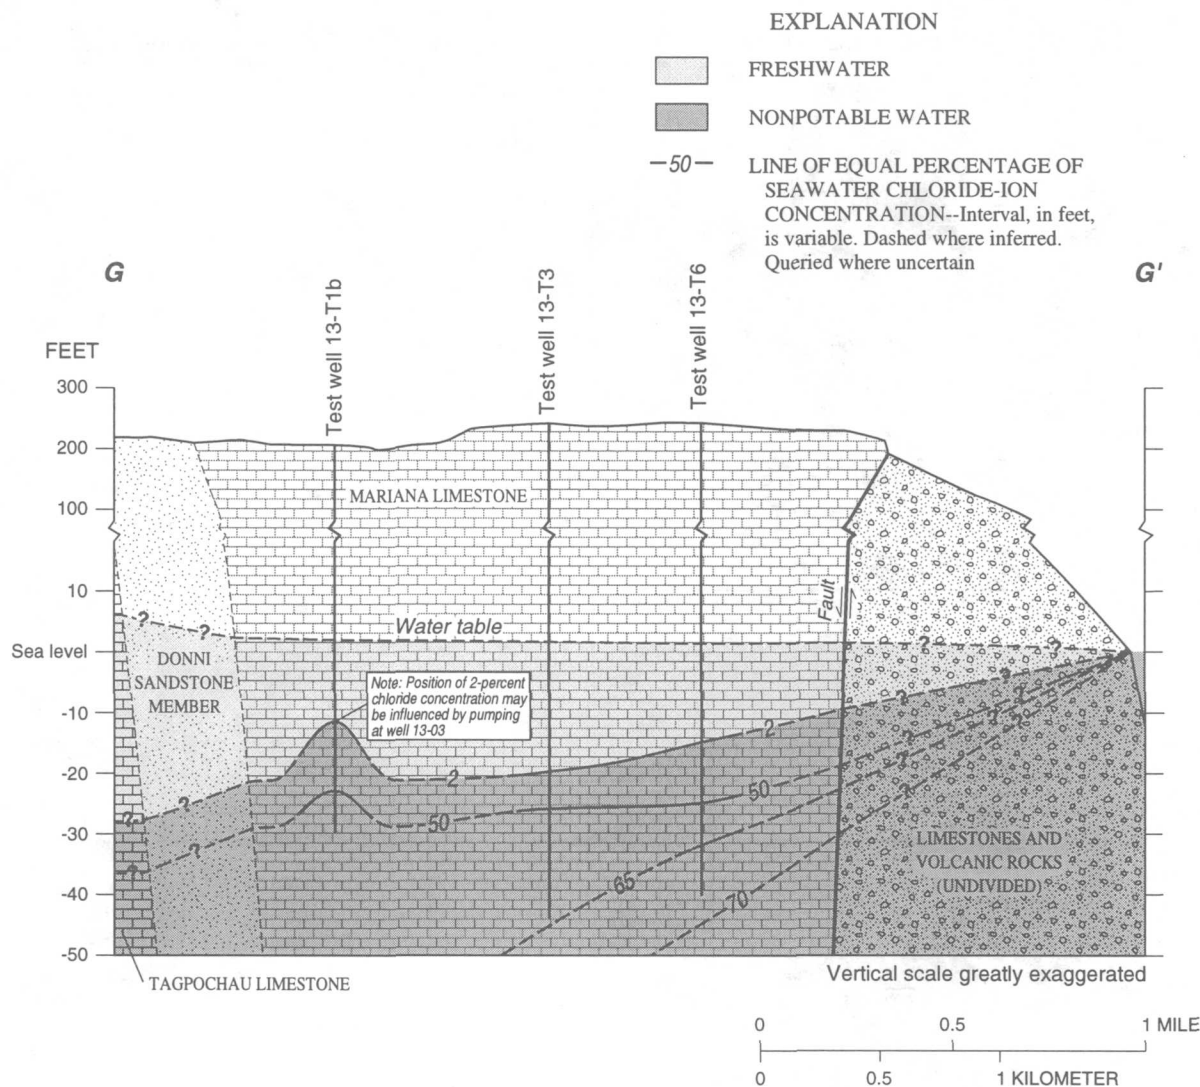 EXPLANATION
FRESHWATER
NONPOTABLE WATER
50
LINE OF EQUAL PERCENTAGE OF
SEAWATER CHLORIDE-ION
CONCENTRATION--Interval, in feet,
is variable. Dashed where inferred.
Queried where uncertain
G
G'
Test well 13-T1b
Test well 13-T3
Test well 13-T6
FEET
300
200
100
10
Sea level
-10
-20
-30
-40
-50
MARIANA LIMESTONE
Fault
? ? Water table ? ?
DONNI
SANDSTONE
MEMBER
Note: Position of 2-percent
chloride concentration may
be influenced by pumping
at well 13-03
? ? 2 2 ? ?
? ? 50 50 ? ?
65 ? ?
70 ? ?
LIMESTONES AND
VOLCANIC ROCKS
(UNDIVIDED)
TAGPOCHAU LIMESTONE
Vertical scale greatly exaggerated
0 0.5 1 MILE
0 0.5 1 KILOMETER